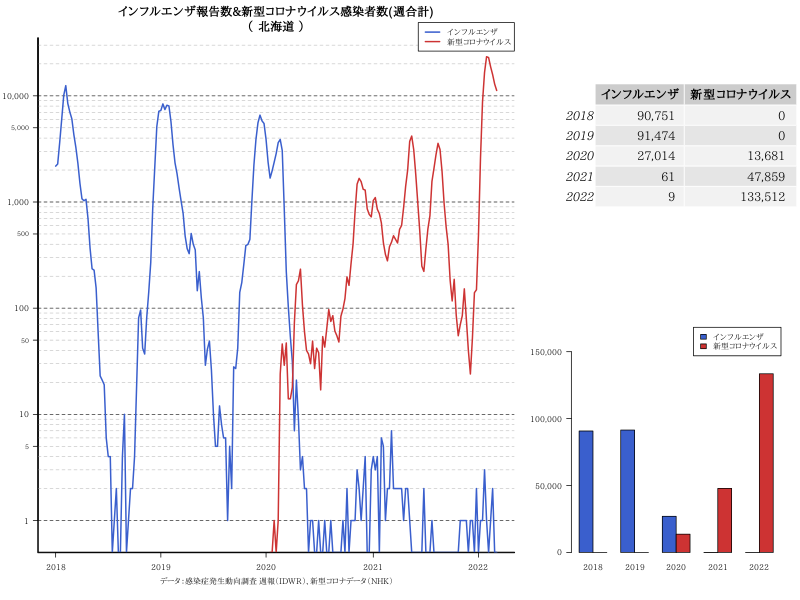 インフルエンザ報告数&新型コロナウイルス感染者数(週合計)
( 北海道 )
インフルエンザ
新型コロナウイルス
10,000
5,000
1,000
500
100
50
10
5
1
2018 2019 2020 2021 2022
データ:感染症発生動向調査 週報(IDWR)、新型コロナデータ(NHK)
インフルエンザ 新型コロナウイルス
2018 90,751 0
2019 91,474 0
2020 27,014 13,681
2021 61 47,859
2022 9 133,512
インフルエンザ
新型コロナウイルス
150,000
100,000
50,000
0
2018 2019 2020 2021 2022